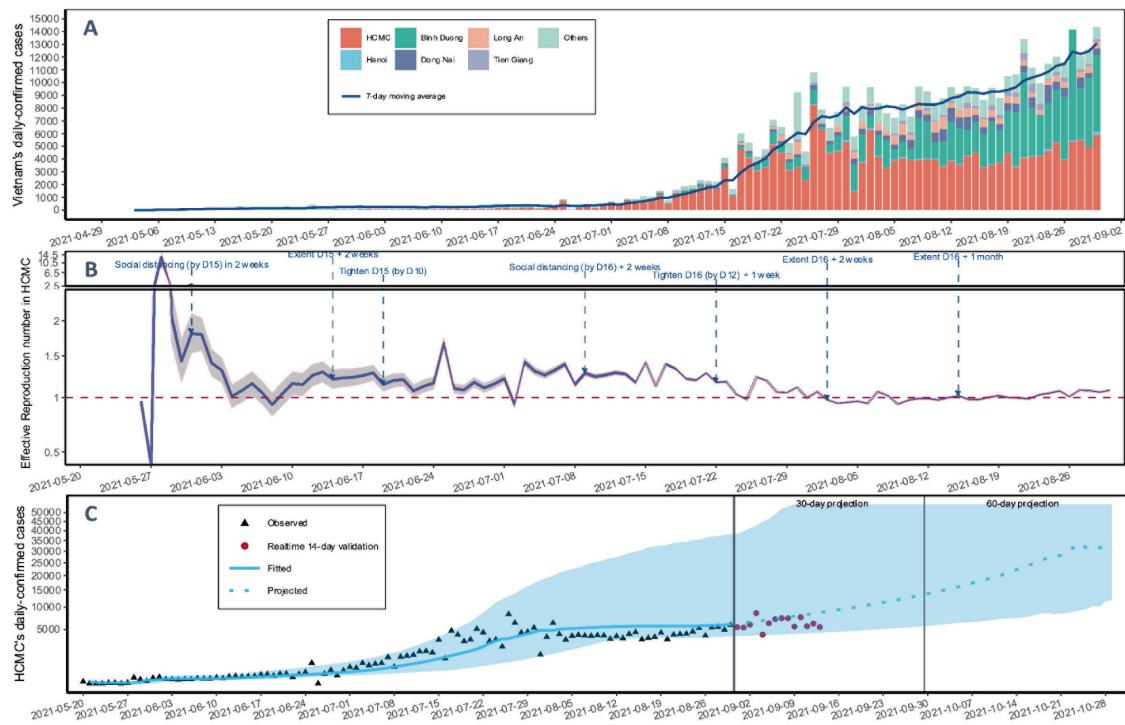 A
Vietnam's daily-confirmed cases
15000
14000
13000
12000
11000
10000
9000
8000
7000
6000
5000
4000
3000
2000
1000
0
HCMC Binh Duong Long An Others
Hanoi Dong Nai Tien Giang
7-day moving average
2021-04-29 2021-05-06 2021-05-13 2021-05-20 2021-05-27 2021-06-03 2021-06-10 2021-06-17 2021-06-24 2021-07-01 2021-07-08 2021-07-15 2021-07-22 2021-07-29 2021-08-05 2021-08-12 2021-08-19 2021-08-26 2021-09-02
B
Effective Reproduction number in HCMC
14.5
10.5
6.5
2.5
2
1.5
1
0.5
Social distancing (by D15) in 2 weeks
Extent D15 + 2 weeks
Tighten D15 (by D10)
Social distancing (by D16) + 2 weeks
Tighten D16 (by D12) + 1 week
Extent D16 + 2 weeks
Extent D16 + 1 month
2021-05-20 2021-05-27 2021-06-03 2021-06-10 2021-06-17 2021-06-24 2021-07-01 2021-07-08 2021-07-15 2021-07-22 2021-07-29 2021-08-05 2021-08-12 2021-08-19 2021-08-26
C
HCMC's daily-confirmed cases
50000
45000
40000
35000
30000
25000
20000
15000
10000
5000
Observed
Realtime 14-day validation
Fitted
Projected
30-day projection
60-day projection
2021-05-20 2021-05-27 2021-06-03 2021-06-10 2021-06-17 2021-06-24 2021-07-01 2021-07-08 2021-07-15 2021-07-22 2021-07-29 2021-08-05 2021-08-12 2021-08-19 2021-08-26 2021-09-02 2021-09-09 2021-09-16 2021-09-23 2021-09-30 2021-10-07 2021-10-14 2021-10-21 2021-10-28